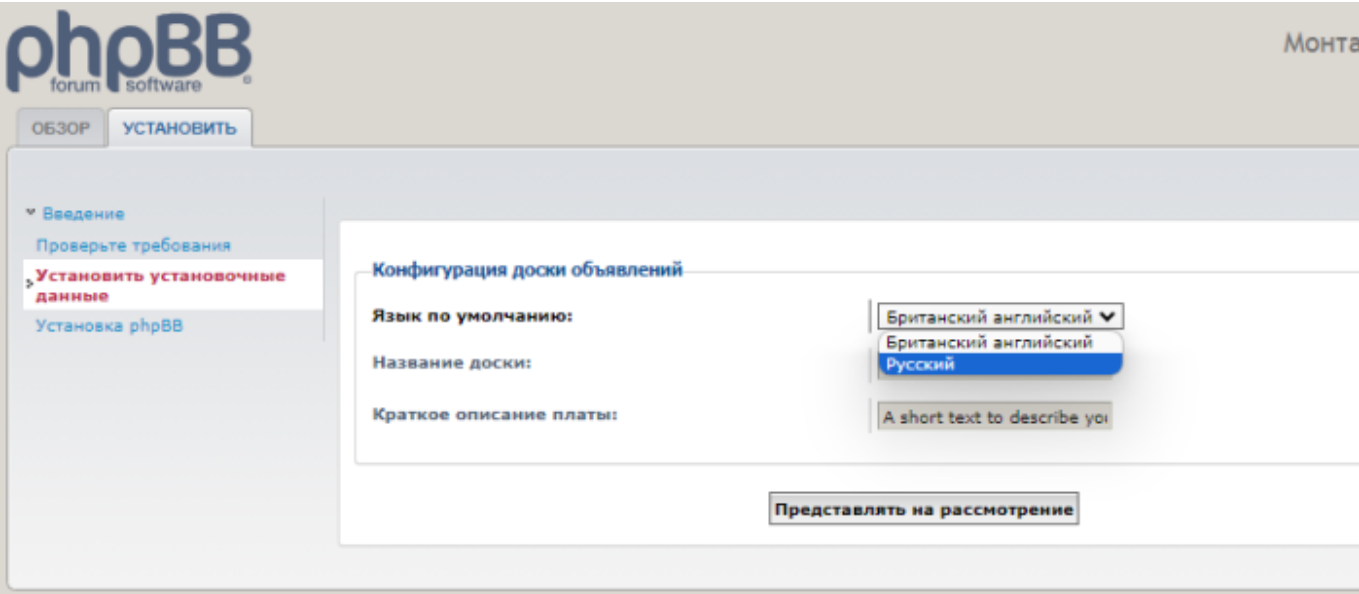 phpBB
forum software
Монта
ОБЗОР УСТАНОВИТЬ
Введение
Проверьте требования
Установить установочные
данные
Установка phpBB
Конфигурация доски объявлений
Язык по умолчанию: Британский английский
Британский английский
Русский
Название доски:
Краткое описание платы: A short text to describe you
Представлять на рассмотрение